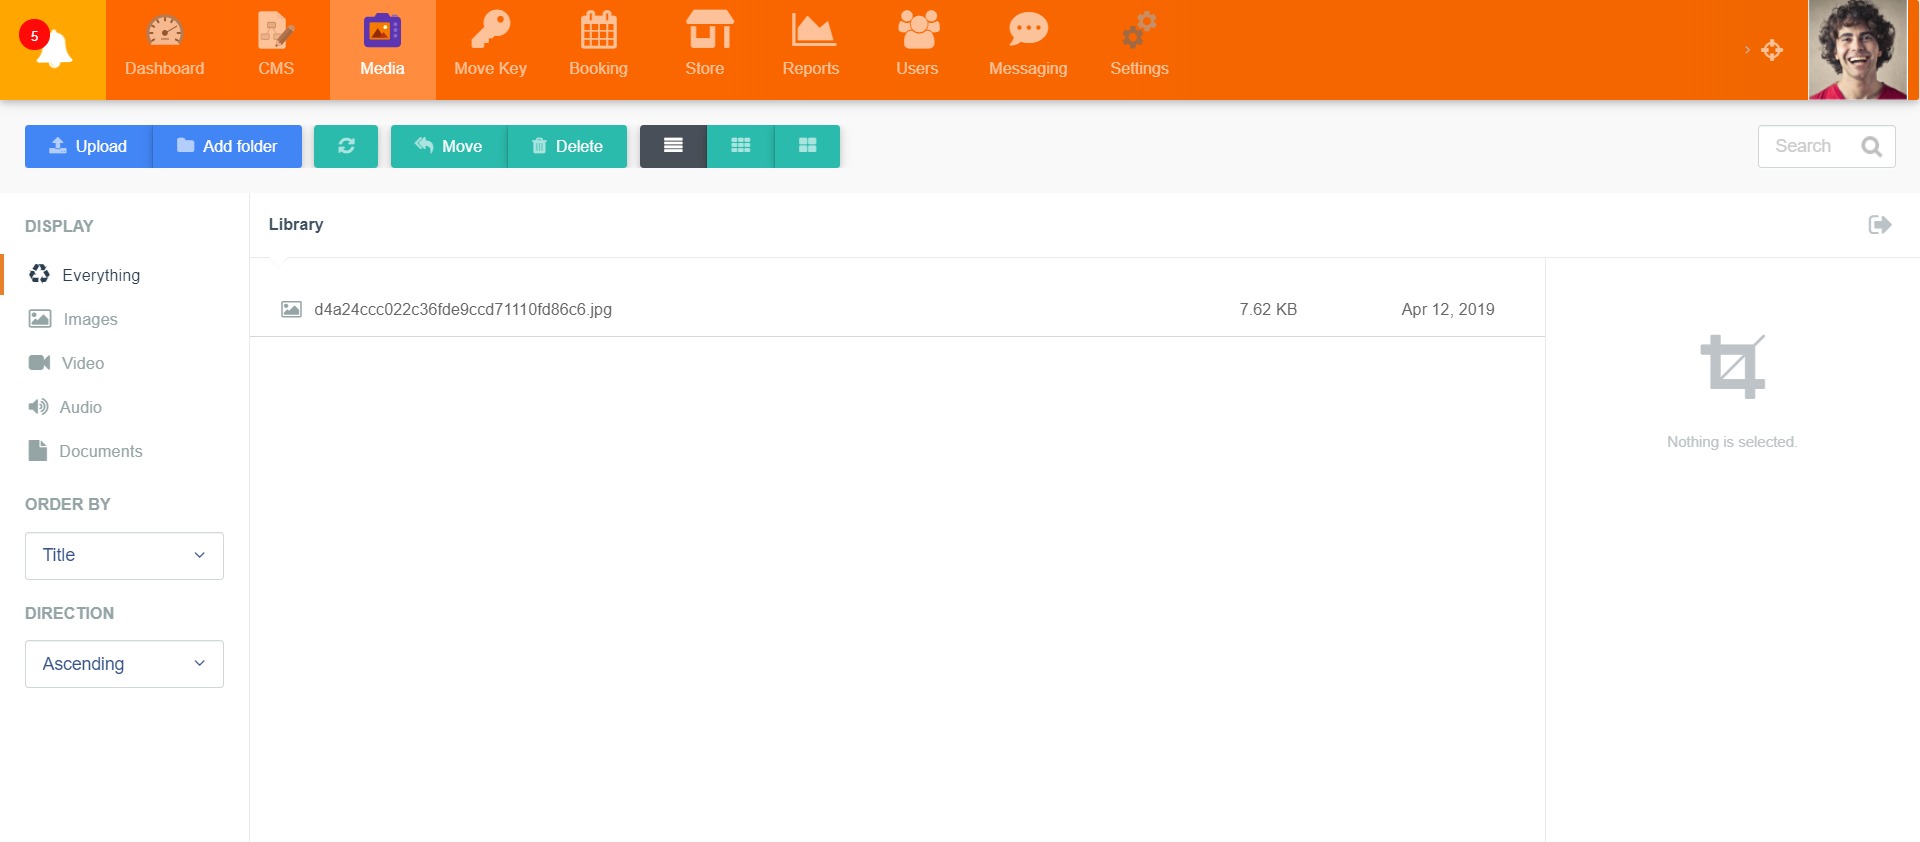 5
Dashboard
CMS
Media
Move Key
Booking
Store
Reports
Users
Messaging
Settings
Upload
Add folder
Move
Delete
Search
DISPLAY
Everything
Images
Video
Audio
Documents
ORDER BY
Title
DIRECTION
Ascending
Library
d4a24ccc022c36fde9ccd71110fd86c6.jpg 7.62 KB Apr 12, 2019
Nothing is selected.